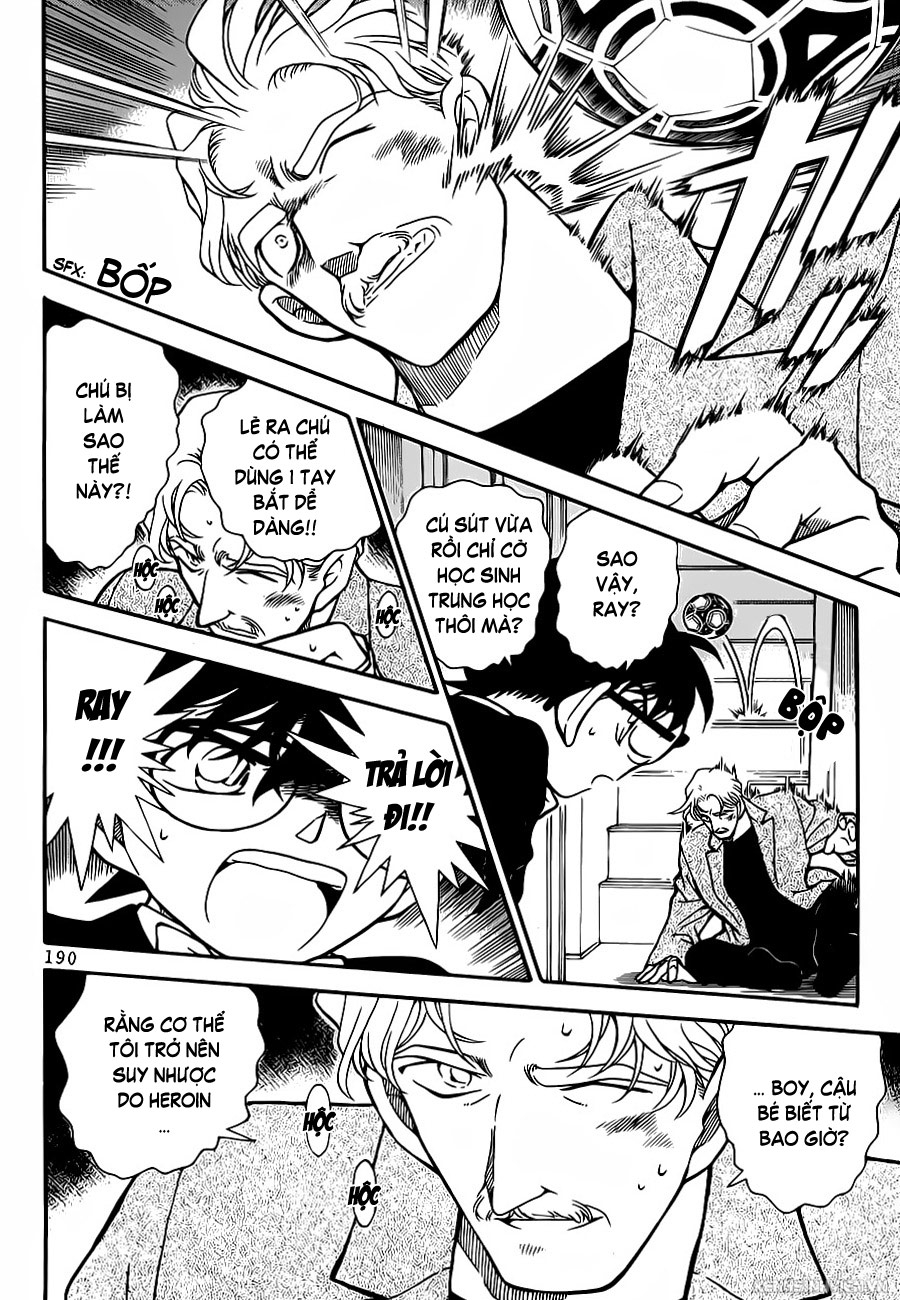 SFX: BỐP
SAO
VẬY,
RAY?
CÚ SÚT VỪA
RỒI CHỈ CỠ
HỌC SINH
TRUNG HỌC
THÔI MÀ?
BỘP
LẼ RA CHÚ
CÓ THỂ
DÙNG 1 TAY
BẮT DỄ
DÀNG!!
CHÚ BỊ
LÀM
SAO
THẾ
NÀY?!
HỘC
HỘC
HỘC
TRẢ LỜI
ĐI!!
RAY
!!!
190
... BOY, CẬU
BÉ BIẾT TỪ
BAO GIỜ?
HỘC
HỘC
RẰNG CƠ THỂ
TÔI TRỞ NÊN
SUY NHƯỢC
DO HEROIN
...